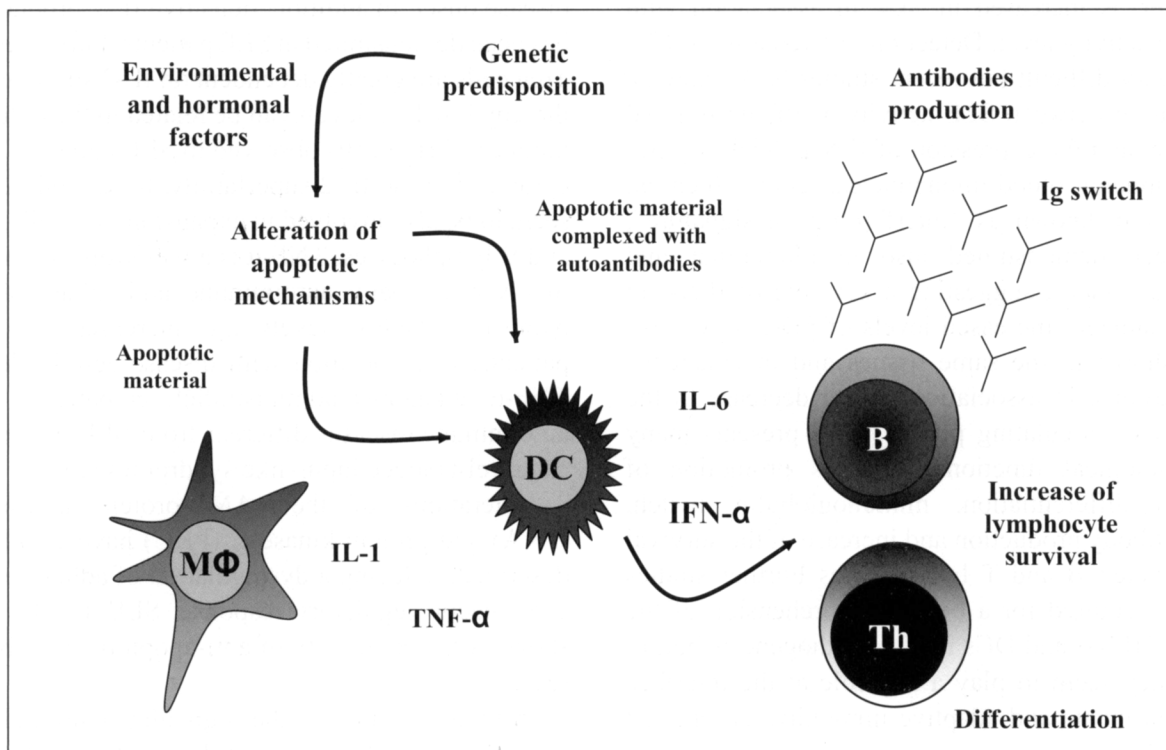 Environmental
and hormonal
factors
Genetic
predisposition
Antibodies
production
Ig switch
Alteration of
apoptotic
mechanisms
Apoptotic material
complexed with
autoantibodies
Apoptotic
material
IL-6
B
DC
IFN-α
Increase of
lymphocyte
survival
MΦ
IL-1
TNF-α
Th
Differentiation